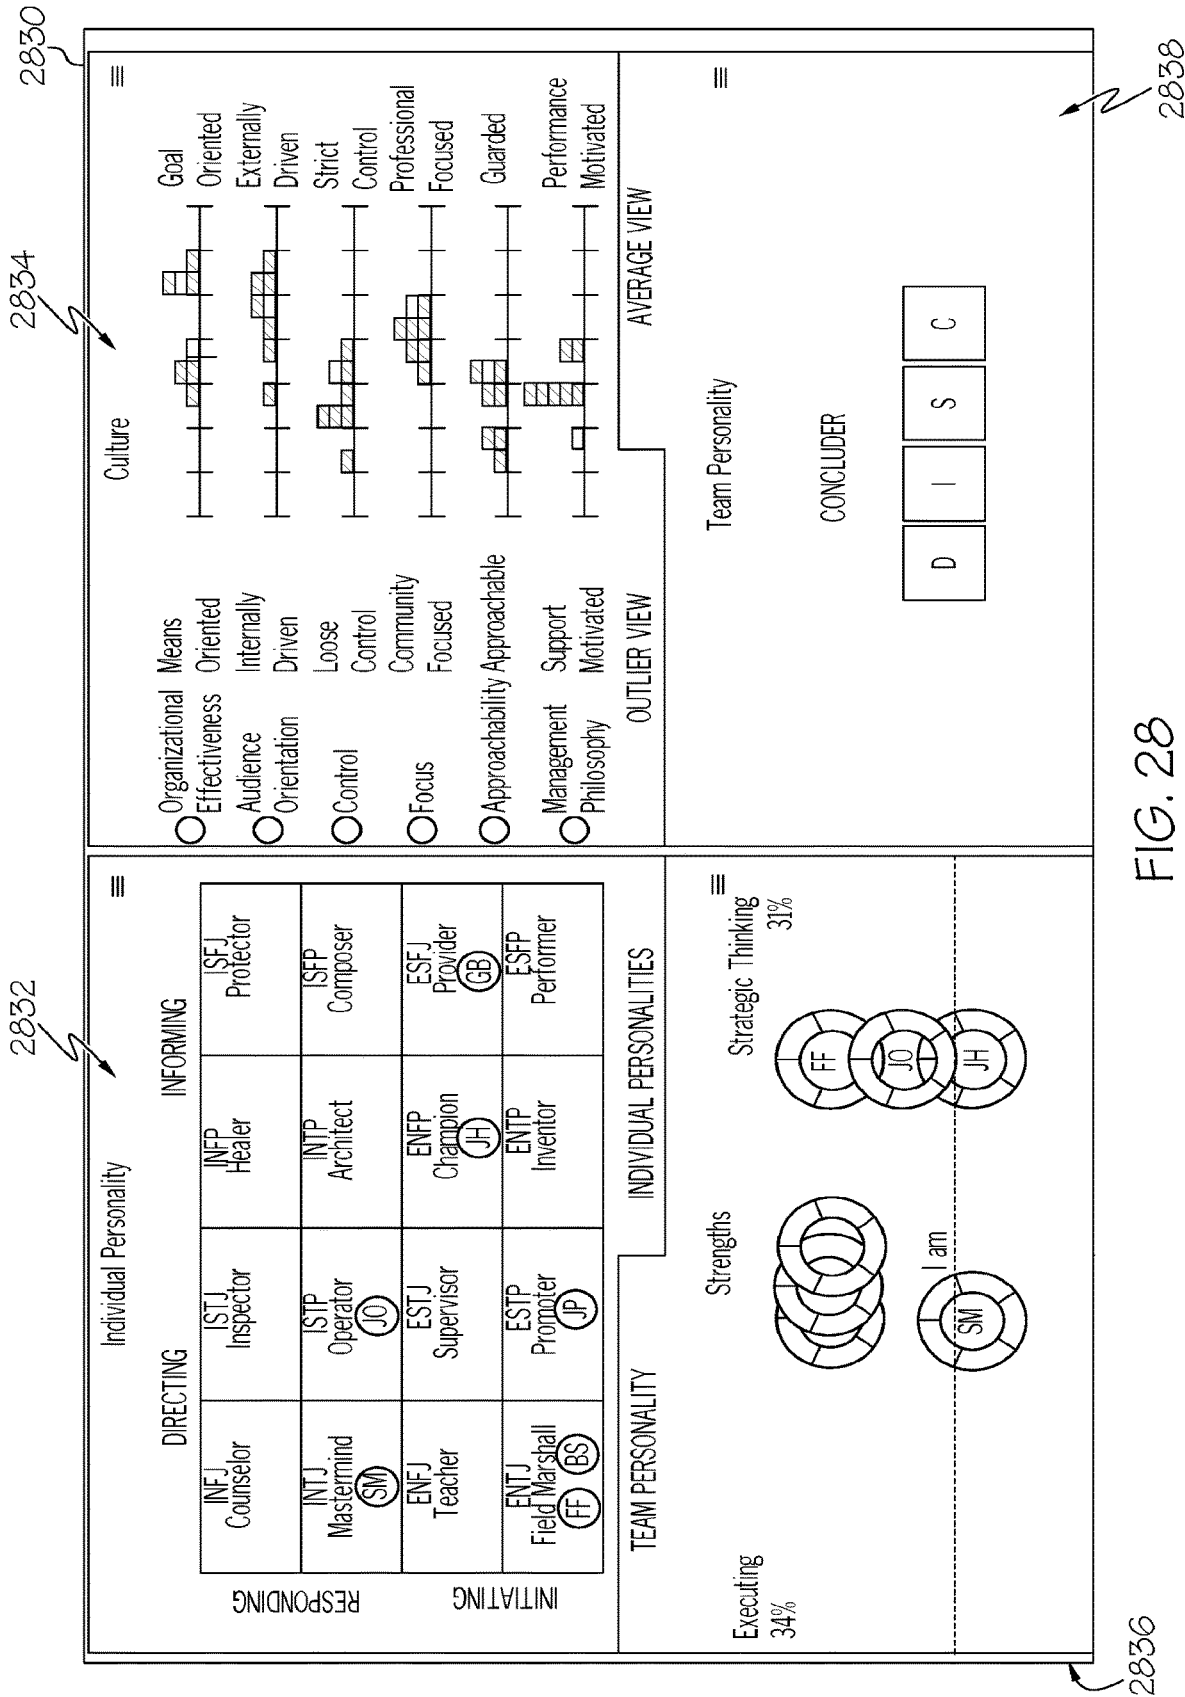 2830
2832
2834
Individual Personality
DIRECTING
INFORMING
RESPONDING
INITIATING
INFJ
Counselor
ISTJ
Inspector
INFP
Healer
ISFJ
Protector
INTJ
Mastermind
SM
ISTP
Operator
JO
INTP
Architect
ISFP
Composer
ENFJ
Teacher
ESTJ
Supervisor
ENFP
Champion
JH
ESFJ
Provider
GB
ENTJ
Field Marshall
FF
BS
ESTP
Promoter
JP
ENTP
Inventor
ESFP
Performer
TEAM PERSONALITY
INDIVIDUAL PERSONALITIES
Culture
Organizational
Effectiveness
Means
Oriented
Goal
Oriented
Audience
Orientation
Internally
Driven
Externally
Driven
Control
Loose
Control
Strict
Control
Focus
Community
Focused
Professional
Focused
Approachability
Approachable
Guarded
Management
Philosophy
Support
Motivated
Performance
Motivated
OUTLIER VIEW
AVERAGE VIEW
Strengths
Executing
34%
Strategic Thinking
31%
FF
JO
JH
I am
SM
Team Personality
CONCLUDER
D
I
S
C
2836
2838
FIG. 28